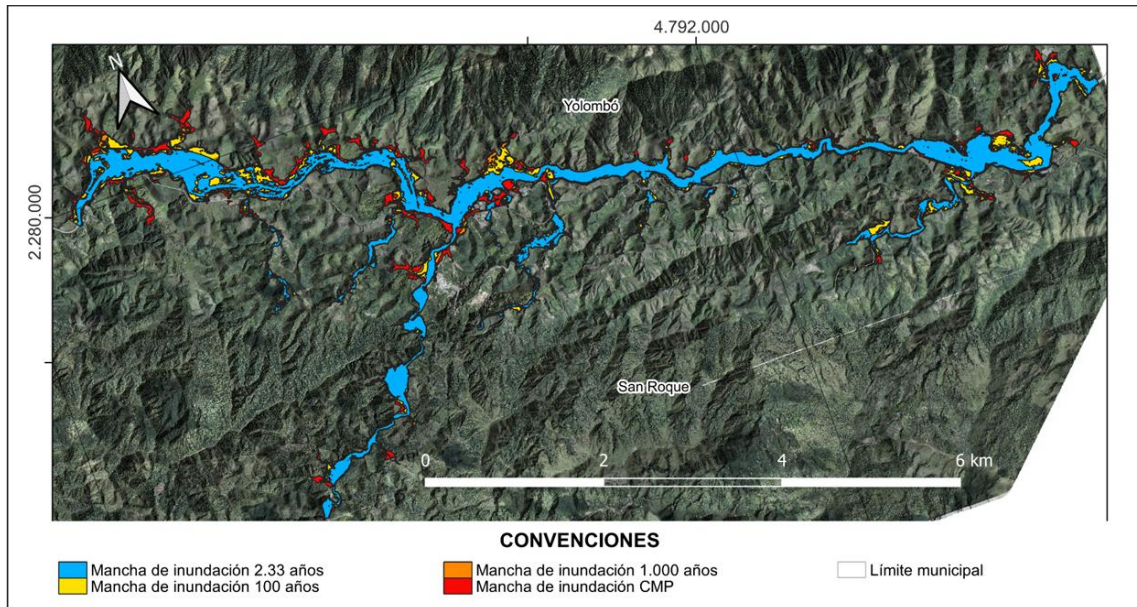 4.792.000
N
Yolombó
2.280.000
San Roque
0 2 4 6 km
CONVENCIONES
Mancha de inundación 2.33 años
Mancha de inundación 100 años
Mancha de inundación 1.000 años
Mancha de inundación CMP
Límite municipal